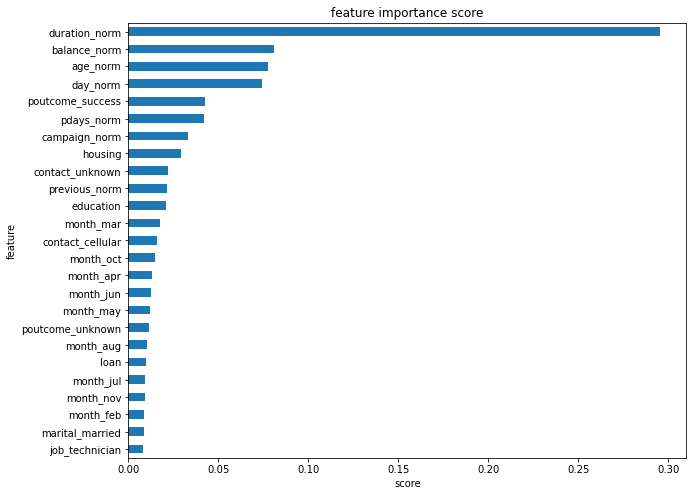 feature importance score
duration_norm
balance_norm
age_norm
day_norm
poutcome_success
pdays_norm
campaign_norm
housing
contact_unknown
previous_norm
education
month_mar
contact_cellular
month_oct
month_apr
month_jun
month_may
poutcome_unknown
month_aug
loan
month_jul
month_nov
month_feb
marital_married
job_technician
feature
0.00 0.05 0.10 0.15 0.20 0.25 0.30
score